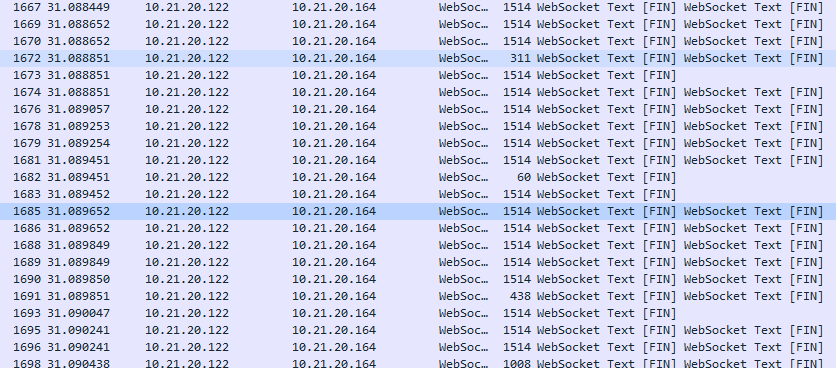 1667 31.088449 10.21.20.122 10.21.20.164 WebSoc… 1514 WebSocket Text [FIN] WebSocket Text [FIN]
1669 31.088652 10.21.20.122 10.21.20.164 WebSoc… 1514 WebSocket Text [FIN] WebSocket Text [FIN]
1670 31.088652 10.21.20.122 10.21.20.164 WebSoc… 1514 WebSocket Text [FIN] WebSocket Text [FIN]
1672 31.088851 10.21.20.122 10.21.20.164 WebSoc… 311 WebSocket Text [FIN] WebSocket Text [FIN]
1673 31.088851 10.21.20.122 10.21.20.164 WebSoc… 1514 WebSocket Text [FIN]
1674 31.088851 10.21.20.122 10.21.20.164 WebSoc… 1514 WebSocket Text [FIN] WebSocket Text [FIN]
1676 31.089057 10.21.20.122 10.21.20.164 WebSoc… 1514 WebSocket Text [FIN] WebSocket Text [FIN]
1678 31.089253 10.21.20.122 10.21.20.164 WebSoc… 1514 WebSocket Text [FIN] WebSocket Text [FIN]
1679 31.089254 10.21.20.122 10.21.20.164 WebSoc… 1514 WebSocket Text [FIN] WebSocket Text [FIN]
1681 31.089451 10.21.20.122 10.21.20.164 WebSoc… 1514 WebSocket Text [FIN] WebSocket Text [FIN]
1682 31.089451 10.21.20.122 10.21.20.164 WebSoc… 60 WebSocket Text [FIN]
1683 31.089452 10.21.20.122 10.21.20.164 WebSoc… 1514 WebSocket Text [FIN]
1685 31.089652 10.21.20.122 10.21.20.164 WebSoc… 1514 WebSocket Text [FIN] WebSocket Text [FIN]
1686 31.089652 10.21.20.122 10.21.20.164 WebSoc… 1514 WebSocket Text [FIN] WebSocket Text [FIN]
1688 31.089849 10.21.20.122 10.21.20.164 WebSoc… 1514 WebSocket Text [FIN] WebSocket Text [FIN]
1689 31.089849 10.21.20.122 10.21.20.164 WebSoc… 1514 WebSocket Text [FIN] WebSocket Text [FIN]
1690 31.089850 10.21.20.122 10.21.20.164 WebSoc… 1514 WebSocket Text [FIN] WebSocket Text [FIN]
1691 31.089851 10.21.20.122 10.21.20.164 WebSoc… 438 WebSocket Text [FIN] WebSocket Text [FIN]
1693 31.090047 10.21.20.122 10.21.20.164 WebSoc… 1514 WebSocket Text [FIN]
1695 31.090241 10.21.20.122 10.21.20.164 WebSoc… 1514 WebSocket Text [FIN] WebSocket Text [FIN]
1696 31.090241 10.21.20.122 10.21.20.164 WebSoc… 1514 WebSocket Text [FIN] WebSocket Text [FIN]
1698 31.090438 10.21.20.122 10.21.20.164 WebSoc… 1008 WebSocket Text [FIN] WebSocket Text [FIN]